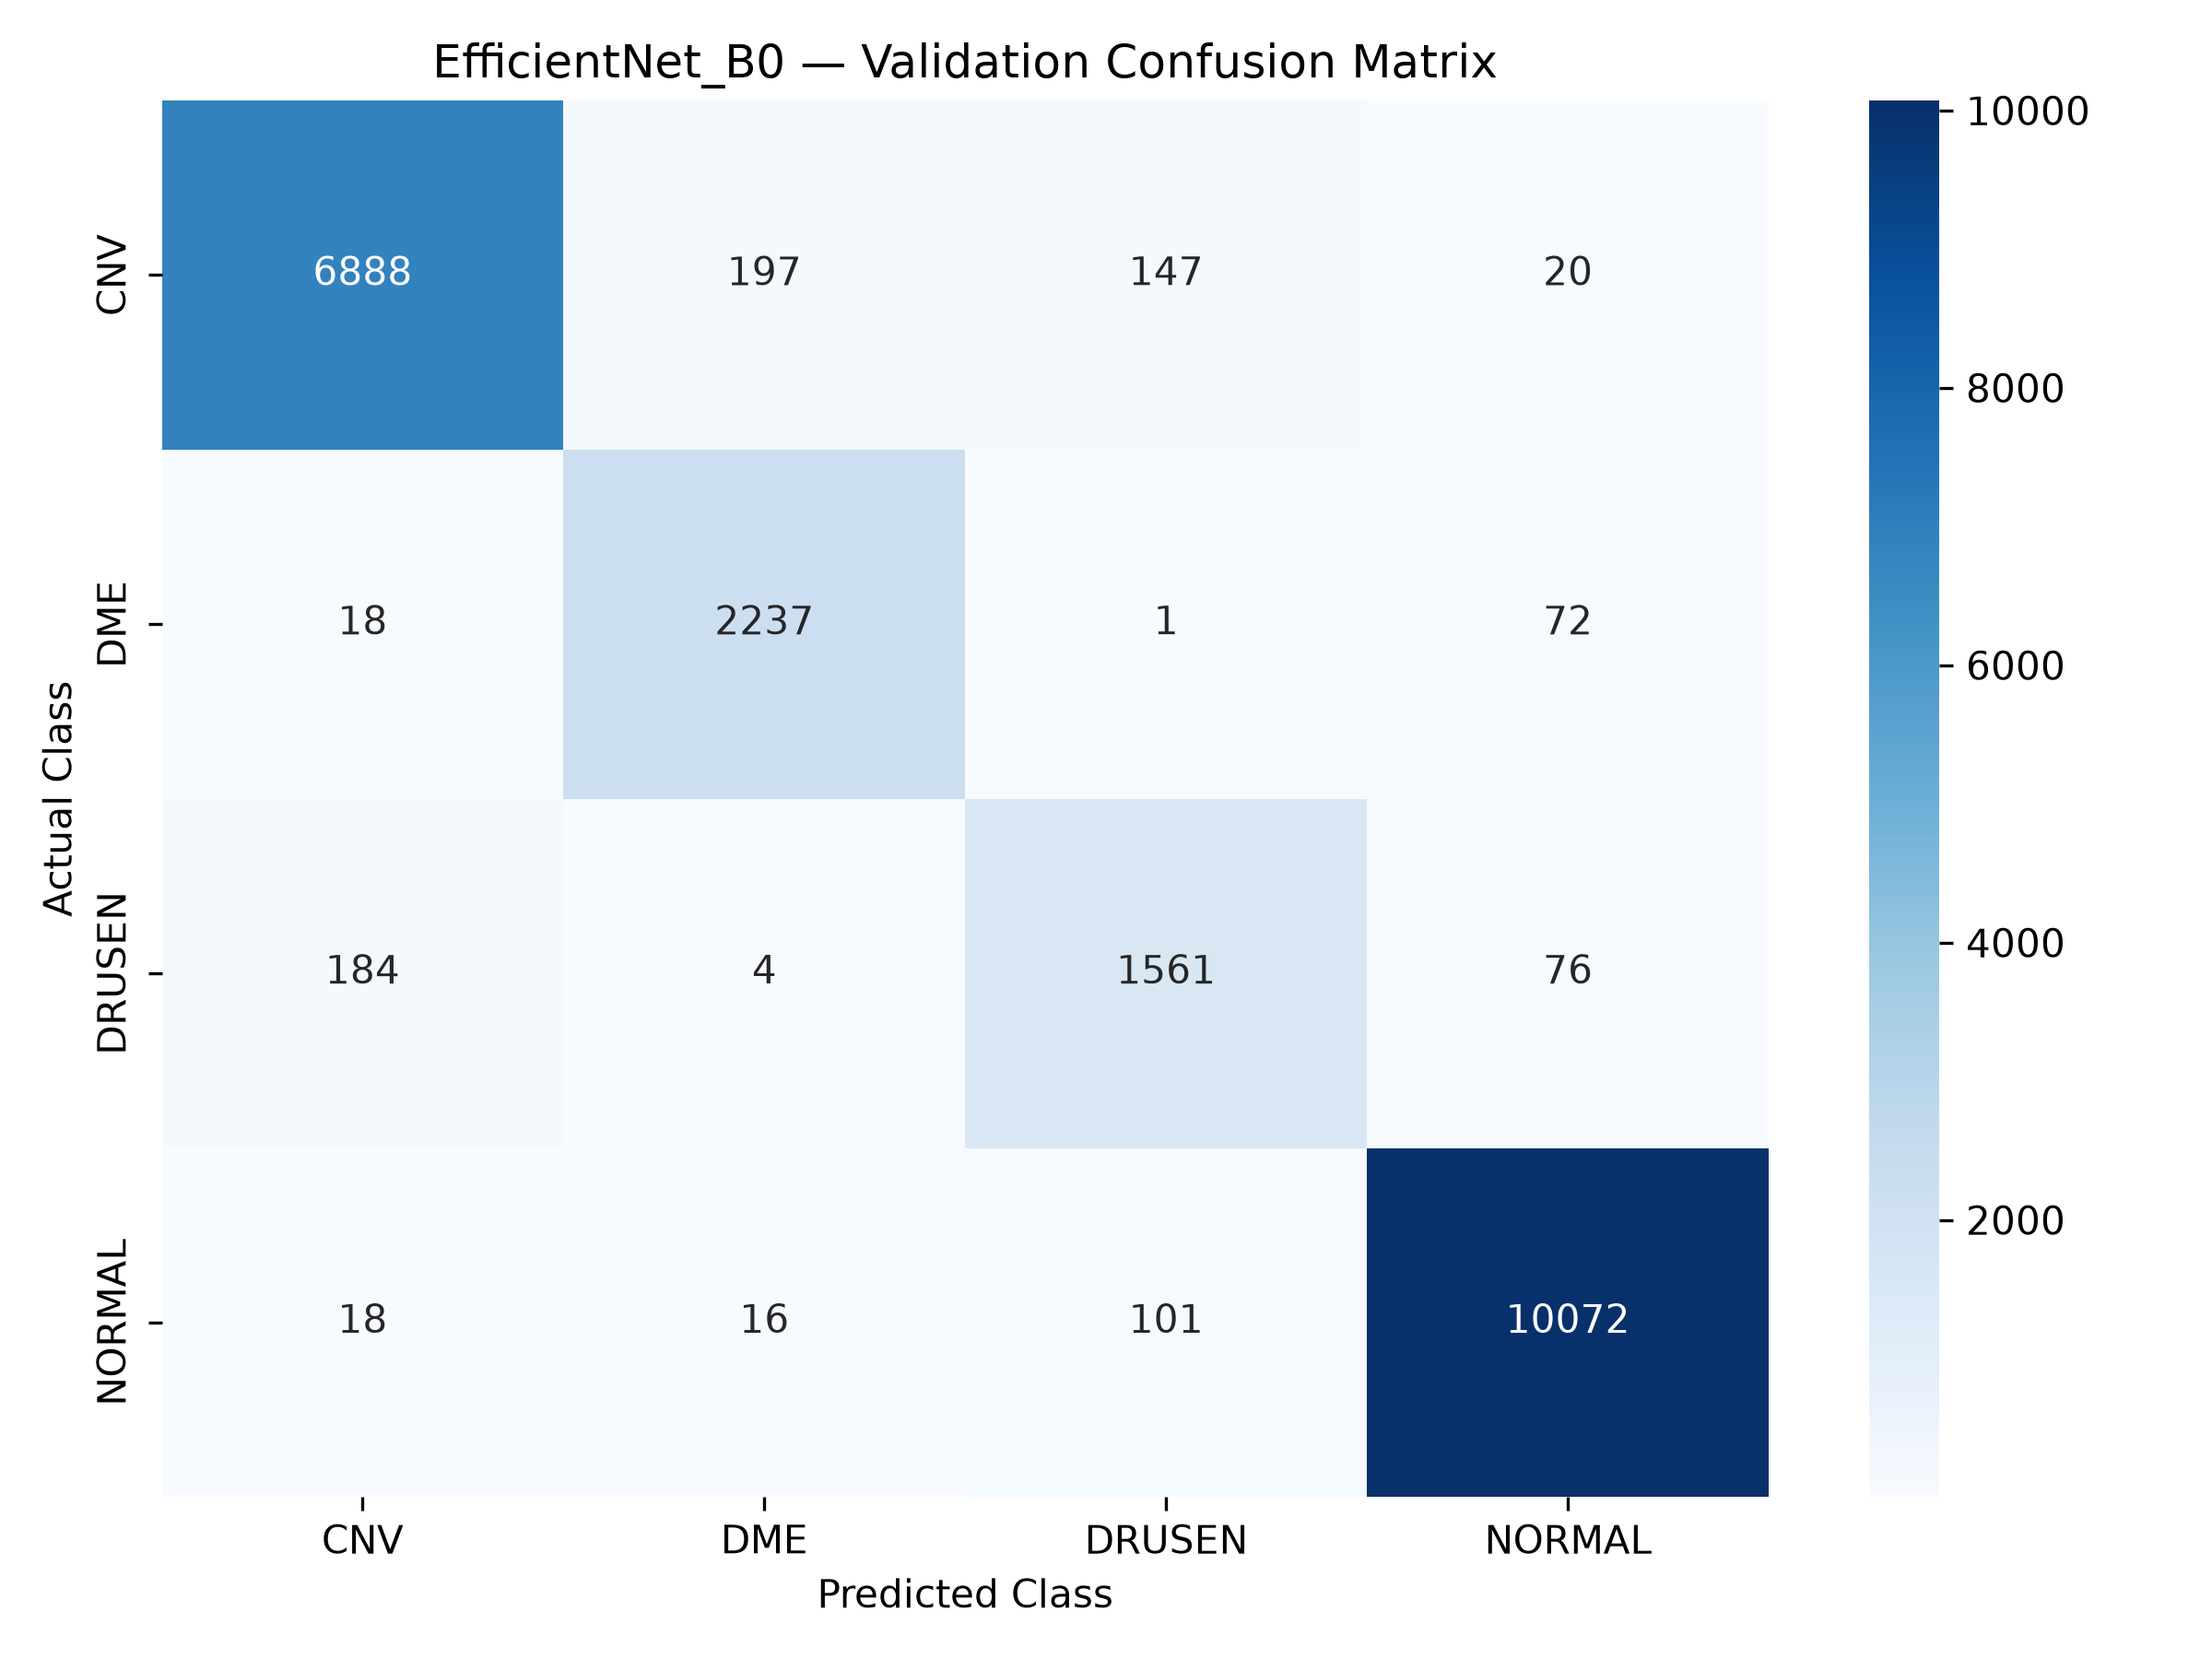 EfficientNet_B0 — Validation Confusion Matrix
Actual Class
CNV
6888 197 147 20
DME
18 2237 1 72
DRUSEN
184 4 1561 76
NORMAL
18 16 101 10072
CNV DME DRUSEN NORMAL
Predicted Class
10000
8000
6000
4000
2000